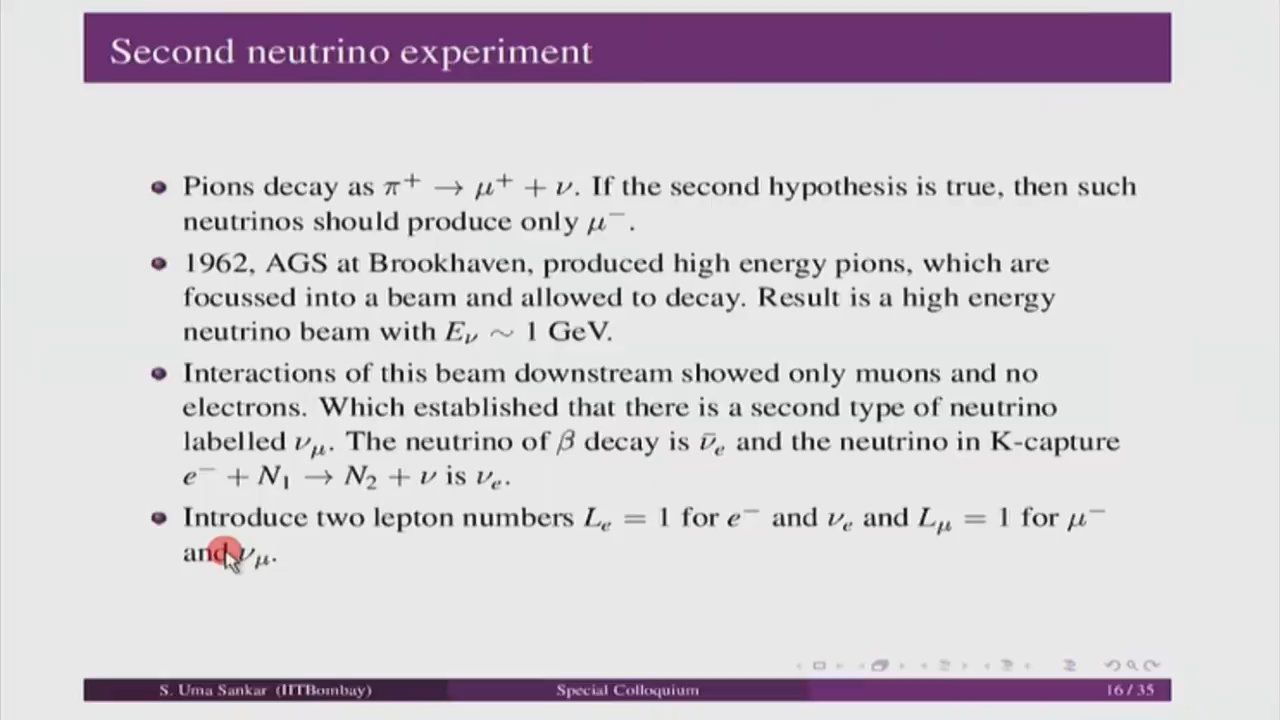 Second neutrino experiment
Pions decay as π⁺ → μ⁺ + ν. If the second hypothesis is true, then such
neutrinos should produce only μ⁻.
1962, AGS at Brookhaven, produced high energy pions, which are
focussed into a beam and allowed to decay. Result is a high energy
neutrino beam with E_ν ∼ 1 GeV.
Interactions of this beam downstream showed only muons and no
electrons. Which established that there is a second type of neutrino
labelled ν_μ. The neutrino of β decay is ν̄_e and the neutrino in K-capture
e⁻ + N₁ → N₂ + ν is ν_e.
Introduce two lepton numbers L_e = 1 for e⁻ and ν_e and L_μ = 1 for μ⁻
and ν_μ.
S. Uma Sankar (IITBombay) Special Colloquium 16 / 35